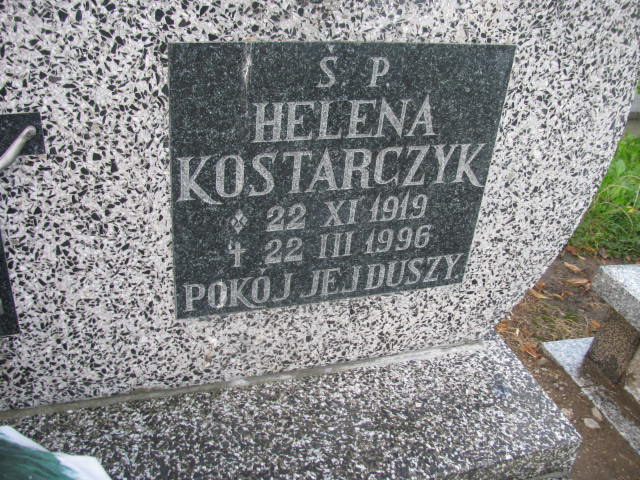 Ś P.
HELENA
KOSTARCZYK
22 XI 1919
✝ 22 III 1996
POKÓJ JEJ DUSZY.